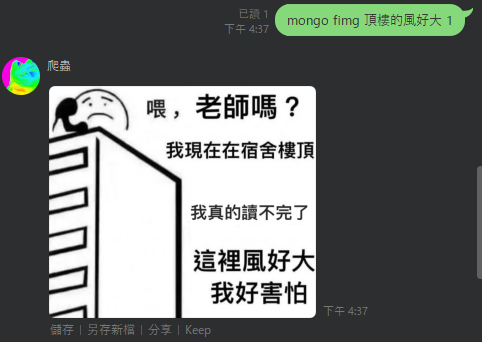 已讀 1
下午 4:37
mongo fimg 頂樓的風好大 1
爬蟲
喂，老師嗎？
我現在在宿舍樓頂
我真的讀不完了
這裡風好大
我好害怕
下午 4:37
儲存 | 另存新檔 | 分享 | Keep